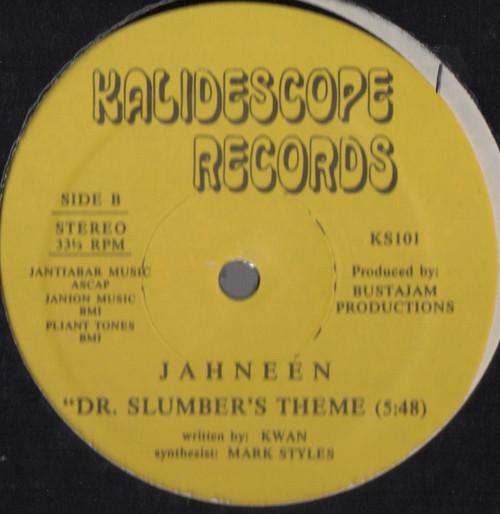 KALIDESCOPE
RECORDS
SIDE B
STEREO
33⅓ RPM
JANTIABAR MUSIC
ASCAP
JANION MUSIC
BMI
PLIANT TONES
BMI
KS101
Produced by:
BUSTAJAM
PRODUCTIONS
JAHNEEN
"DR. SLUMBER'S THEME (5:48)
written by: KWAN
synthesist: MARK STYLES